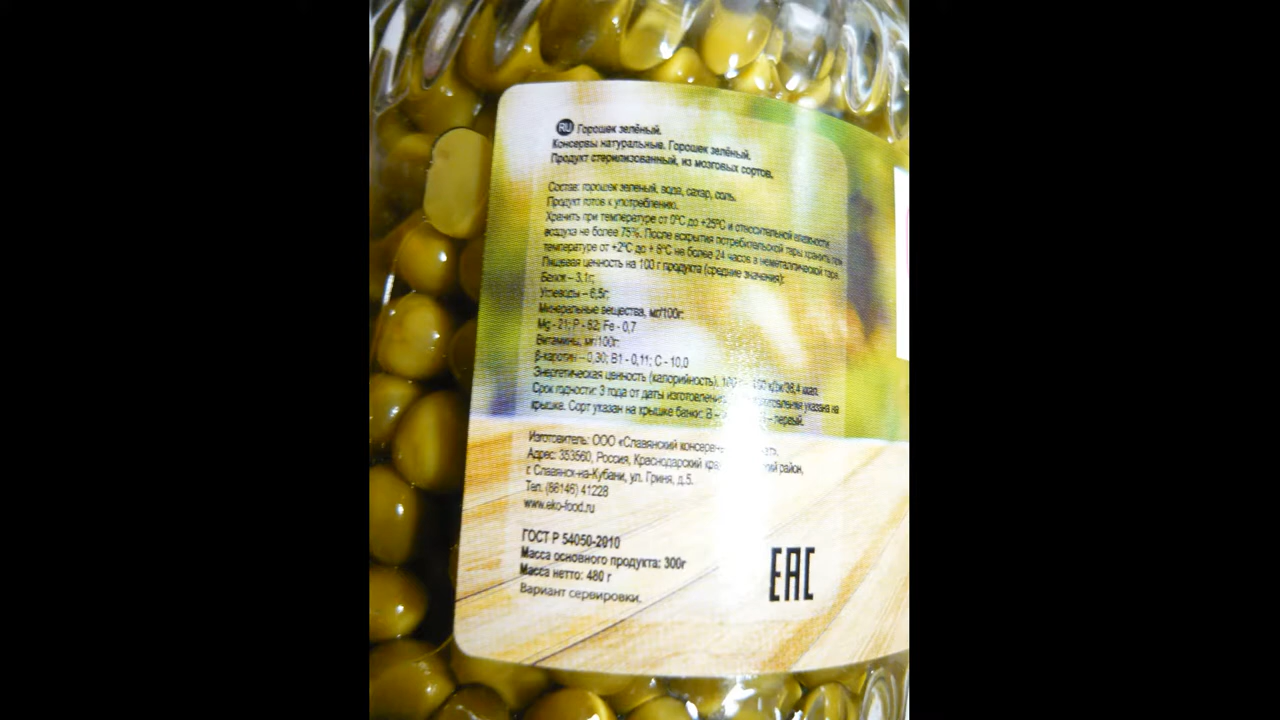 RU Горошек зелёный.
Консервы натуральные. Горошек зелёный.
Продукт стерилизованный, из мозговых сортов.
Состав: горошек зеленый, вода, сахар, соль.
Продукт готов к употреблению.
Хранить при температуре от 0°С до +25°С и относительной влажности
воздуха не более 75%. После вскрытия потребительской тары хранить при
температуре от +2°С до + 6°С не более 24 часов в неметаллической таре.
Пищевая ценность на 100 г продукта (средние значения):
Белки – 3,1г;
Углеводы – 6,5г;
Минеральные вещества, мг/100г:
Mg - 21; P - 62; Fe - 0,7
Витамины, мг/100г:
β-каротин – 0,30; B1 - 0,11; C - 10,0
Энергетическая ценность (калорийность), кДж/38,4 ккал.
Срок годности: 3 года от даты изготовления указана на
крышке. Сорт указан на крышке банки: В – – первый.
Изготовитель: ООО «Славянский
Адрес: 353560, Россия, Краснодарский район,
г. Славянск-на-Кубани, ул. Гриня, д.5.
Тел. (86146) 41228
www.eko-food.ru
ГОСТ Р 54050-2010
Масса основного продукта: 300г
Масса нетто: 480 г
Вариант сервировки.
EAC